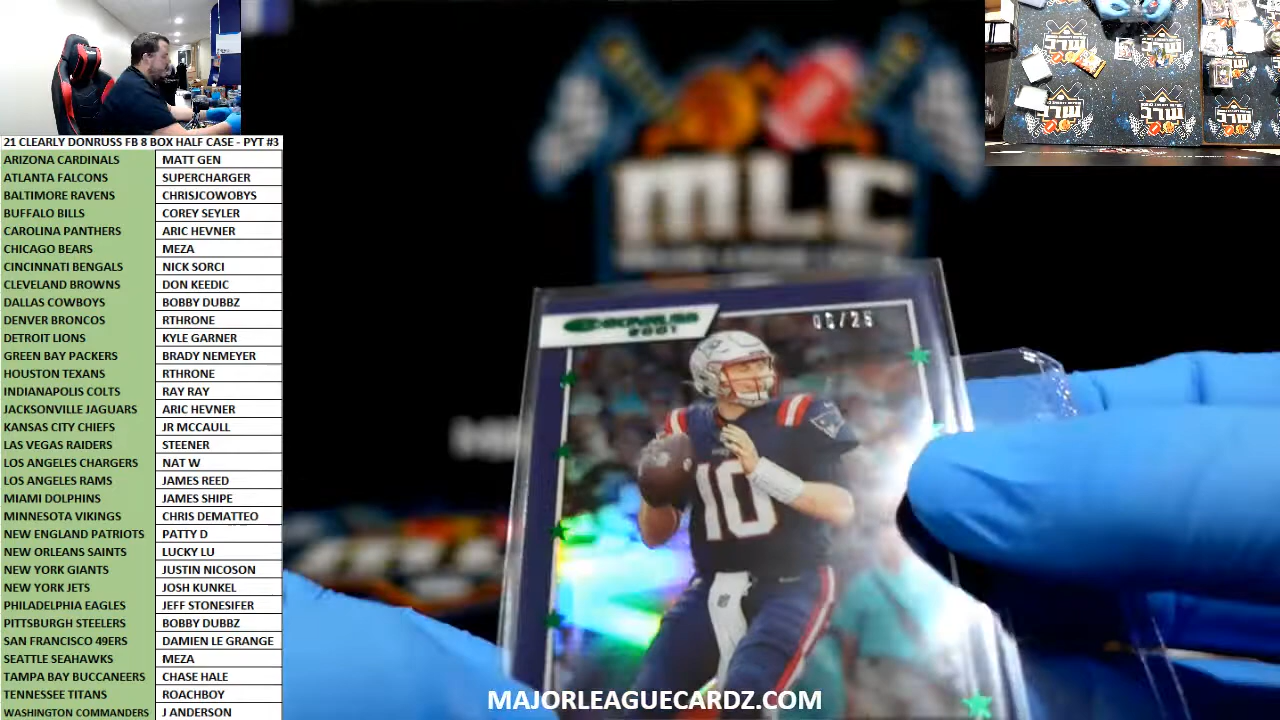 21 CLEARLY DONRUSS FB 8 BOX HALF CASE - PYT #3
ARIZONA CARDINALS MATT GEN
ATLANTA FALCONS SUPERCHARGER
BALTIMORE RAVENS CHRISJCOWOBYS
BUFFALO BILLS COREY SEYLER
CAROLINA PANTHERS ARIC HEVNER
CHICAGO BEARS MEZA
CINCINNATI BENGALS NICK SORCI
CLEVELAND BROWNS DON KEEDIC
DALLAS COWBOYS BOBBY DUBBZ
DENVER BRONCOS RTHRONE
DETROIT LIONS KYLE GARNER
GREEN BAY PACKERS BRADY NEMEYER
HOUSTON TEXANS RTHRONE
INDIANAPOLIS COLTS RAY RAY
JACKSONVILLE JAGUARS ARIC HEVNER
KANSAS CITY CHIEFS JR MCCAULL
LAS VEGAS RAIDERS STEENER
LOS ANGELES CHARGERS NAT W
LOS ANGELES RAMS JAMES REED
MIAMI DOLPHINS JAMES SHIPE
MINNESOTA VIKINGS CHRIS DEMATTEO
NEW ENGLAND PATRIOTS PATTY D
NEW ORLEANS SAINTS LUCKY LU
NEW YORK GIANTS JUSTIN NICOSON
NEW YORK JETS JOSH KUNKEL
PHILADELPHIA EAGLES JEFF STONESIFER
PITTSBURGH STEELERS BOBBY DUBBZ
SAN FRANCISCO 49ERS DAMIEN LE GRANGE
SEATTLE SEAHAWKS MEZA
TAMPA BAY BUCCANEERS CHASE HALE
TENNESSEE TITANS ROACHBOY
WASHINGTON COMMANDERS J ANDERSON
MLC
10
MAJORLEAGUECARDZ.COM